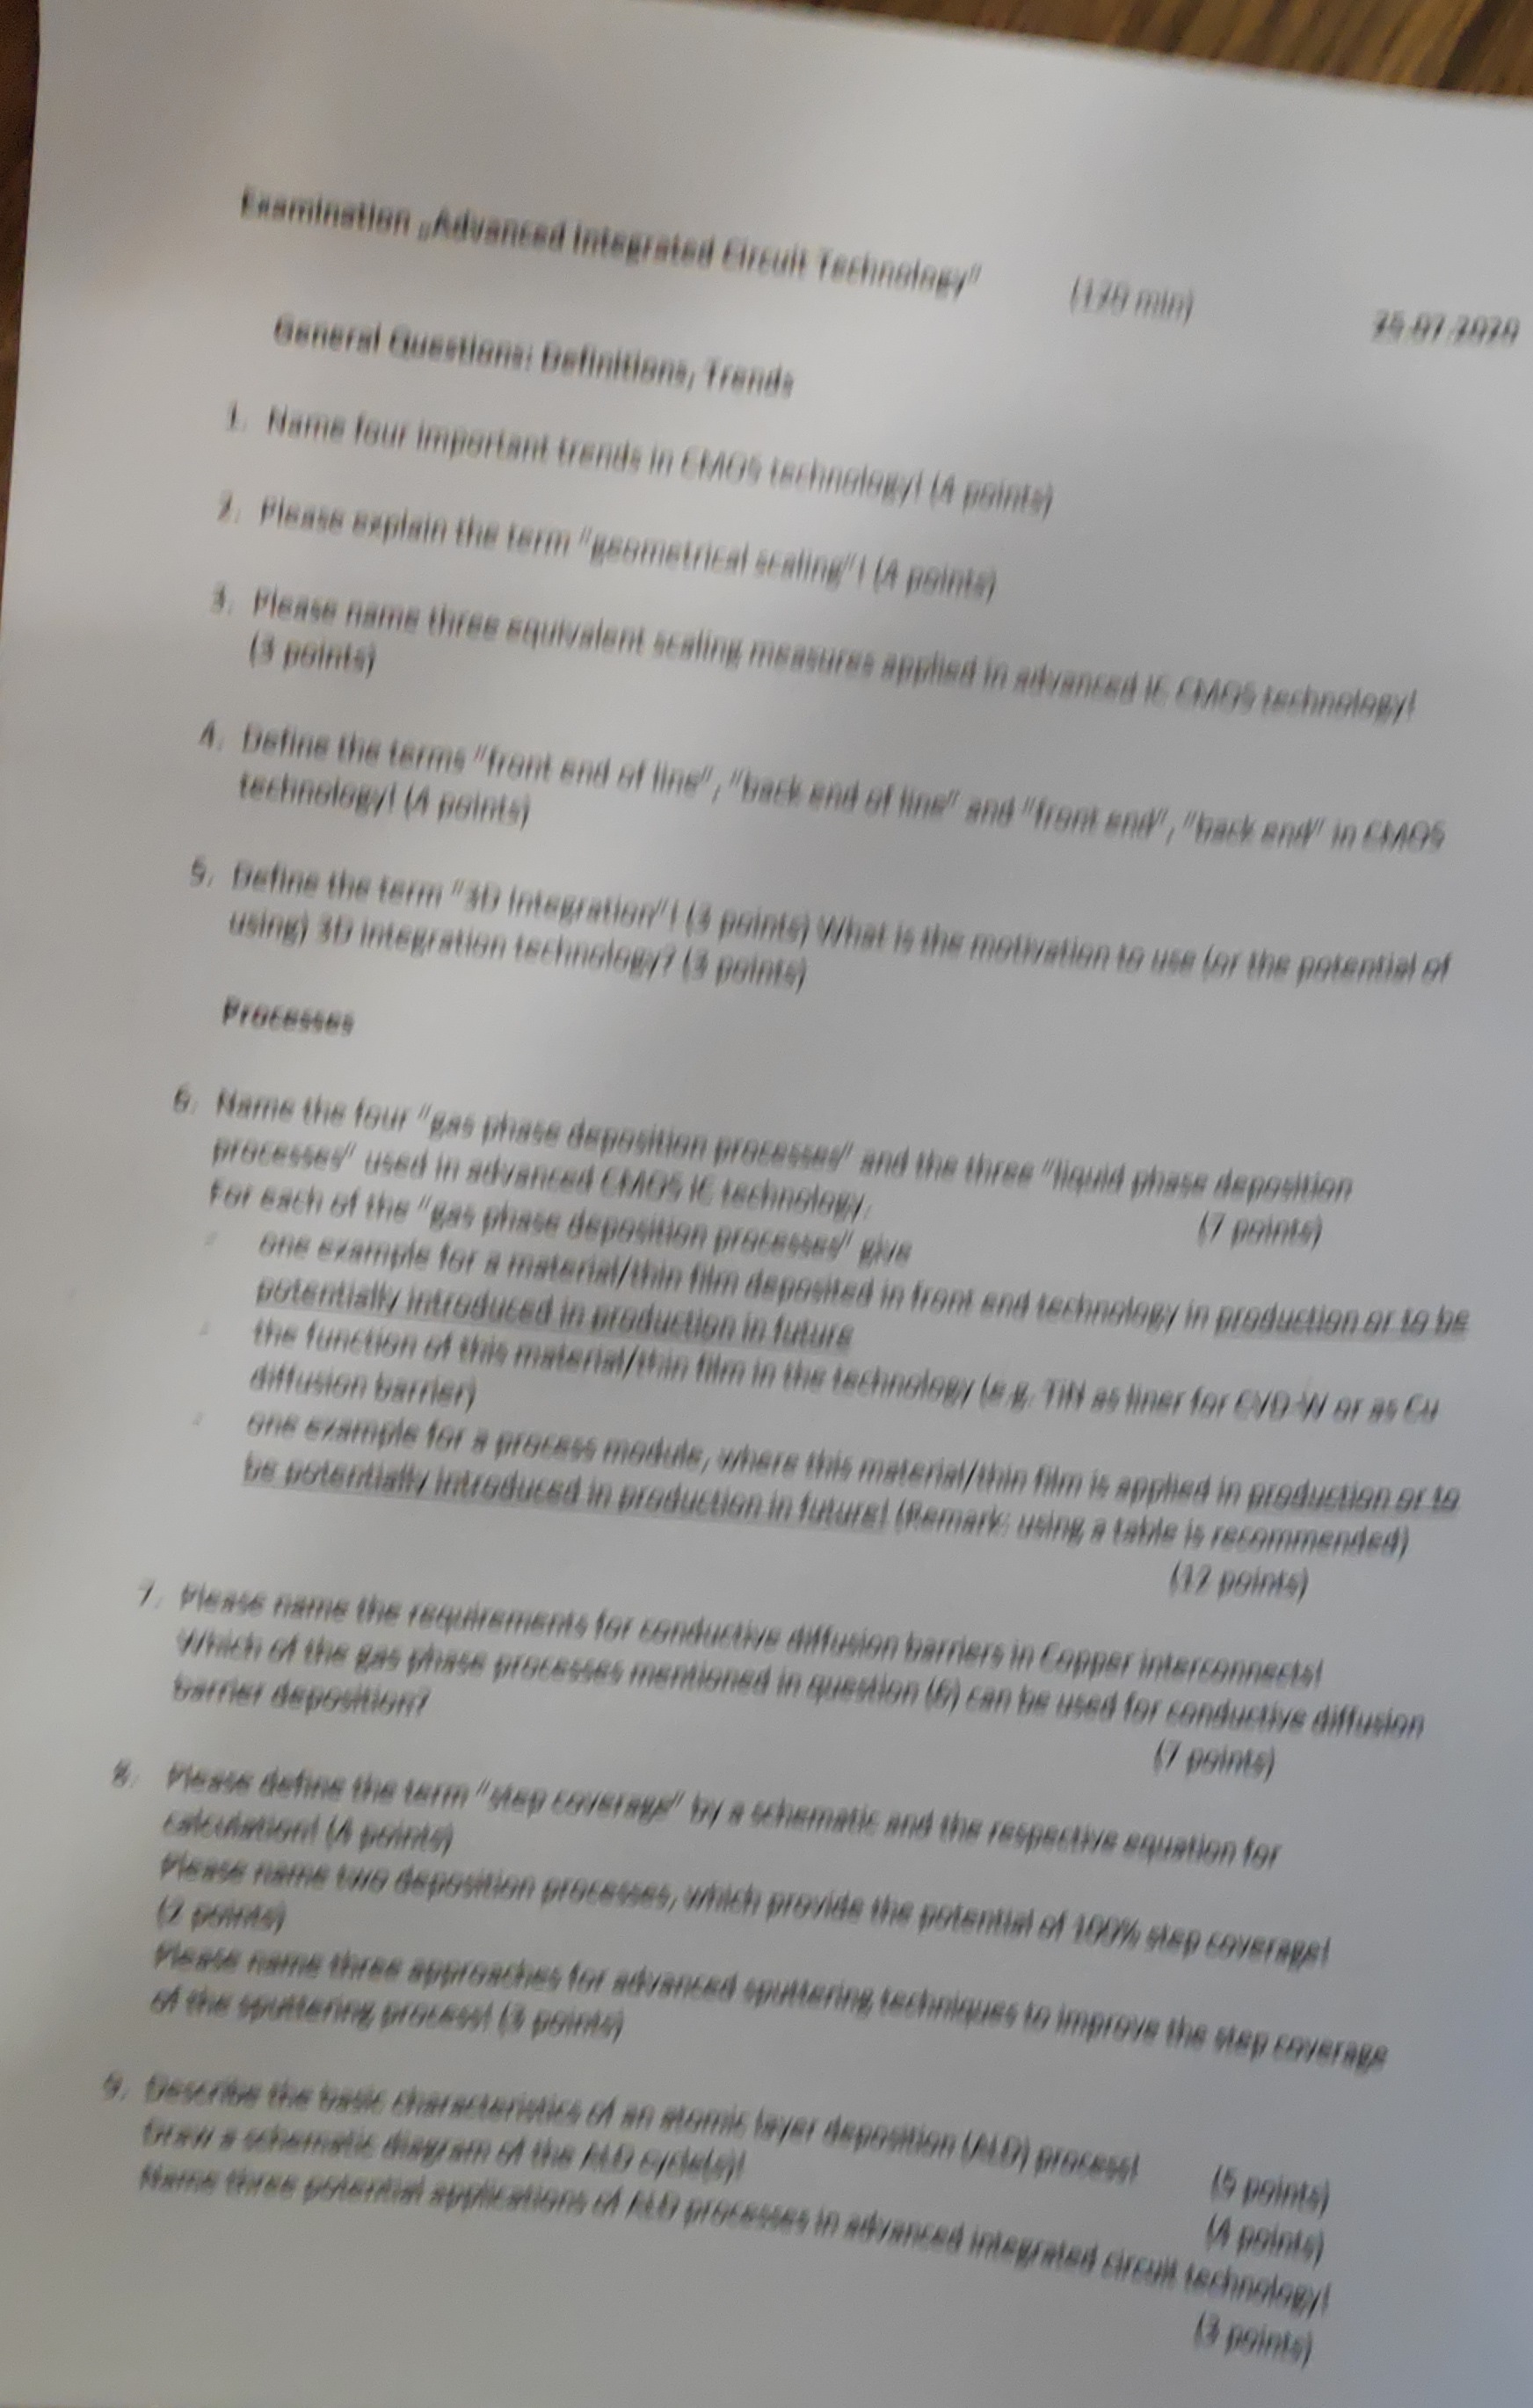 Examination „Advanced Integrated Circuit Technology" (120 min) 25.07.2020
General Questions: Definitions, Trends
1. Name four important trends in CMOS technology! (4 points)
2. Please explain the term "geometrical scaling"! (4 points)
3. Please name three equivalent scaling measures applied in advanced IC CMOS technology!
(3 points)
4. Define the terms "front end of line", "back end of line" and "front end", "back end" in CMOS
technology! (4 points)
5. Define the term "3D Integration"! (3 points) What is the motivation to use (or the potential of
using) 3D integration technology? (3 points)
Processes
6. Name the four "gas phase deposition processes" and the three "liquid phase deposition
processes" used in advanced CMOS IC technology.
(7 points)
For each of the "gas phase deposition processes" give
one example for a material/thin film deposited in front end technology in production or to be
potentially introduced in production in future
the function of this material/thin film in the technology (e.g. TiN as liner for CVD-W or as Cu
diffusion barrier)
one example for a process module, where this material/thin film is applied in production or to
be potentially introduced in production in future! (Remark: using a table is recommended)
(12 points)
7. Please name the requirements for conductive diffusion barriers in Copper interconnects!
Which of the gas phase processes mentioned in question (6) can be used for conductive diffusion
barrier deposition?
(7 points)
8. Please define the term "step coverage" by a schematic and the respective equation for
calculation! (4 points)
Please name two deposition processes, which provide the potential of 100% step coverage!
(2 points)
Please name three approaches for advanced sputtering techniques to improve the step coverage
of the sputtering process! (3 points)
9. Describe the basic characteristics of an atomic layer deposition (ALD) process! (5 points)
Draw a schematic diagram of the ALD cycle(s)! (4 points)
Name three potential applications of ALD processes in advanced integrated circuit technology!
(3 points)